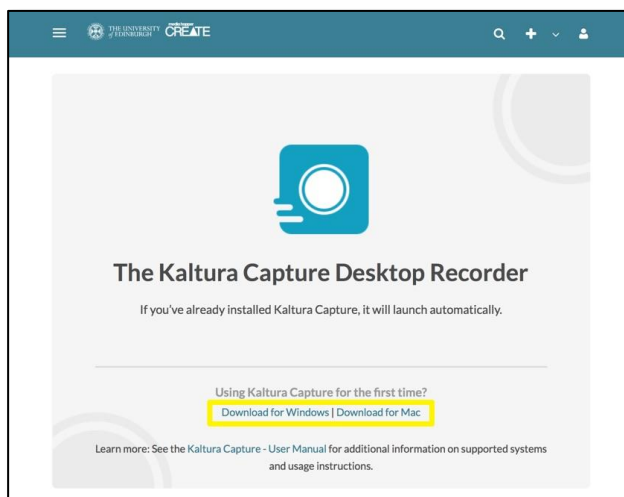 THE UNIVERSITY
of EDINBURGH
media hopper
CREATE
The Kaltura Capture Desktop Recorder
If you've already installed Kaltura Capture, it will launch automatically.
Using Kaltura Capture for the first time?
Download for Windows | Download for Mac
Learn more: See the Kaltura Capture - User Manual for additional information on supported systems
and usage instructions.